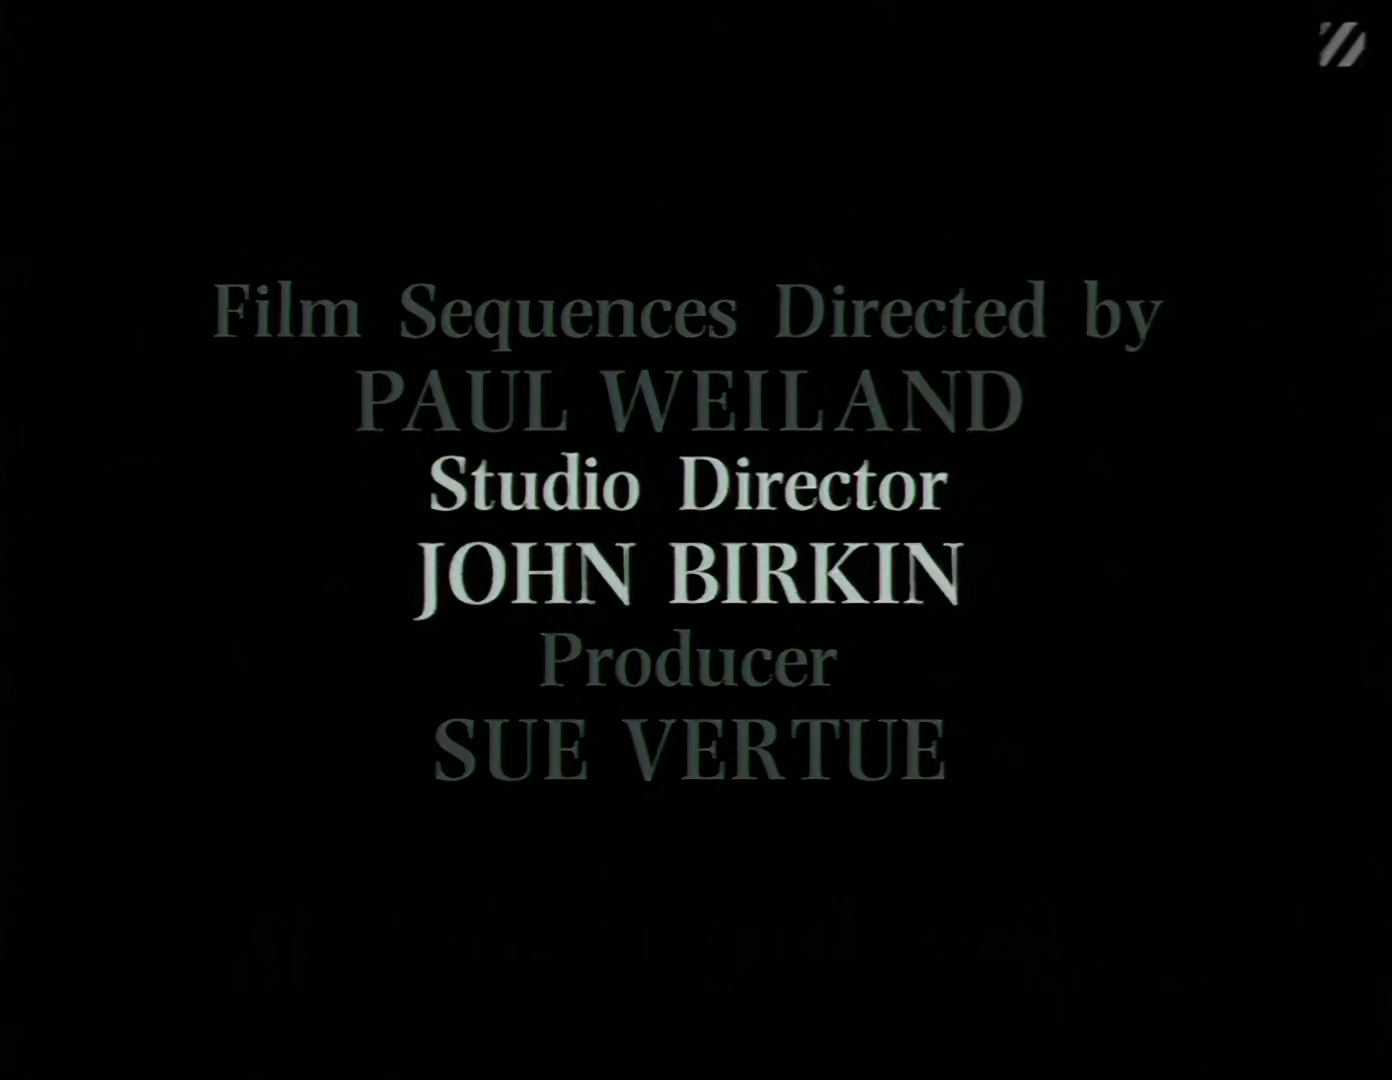 Film Sequences Directed by
PAUL WEILAND
Studio Director
JOHN BIRKIN
Producer
SUE VERTUE